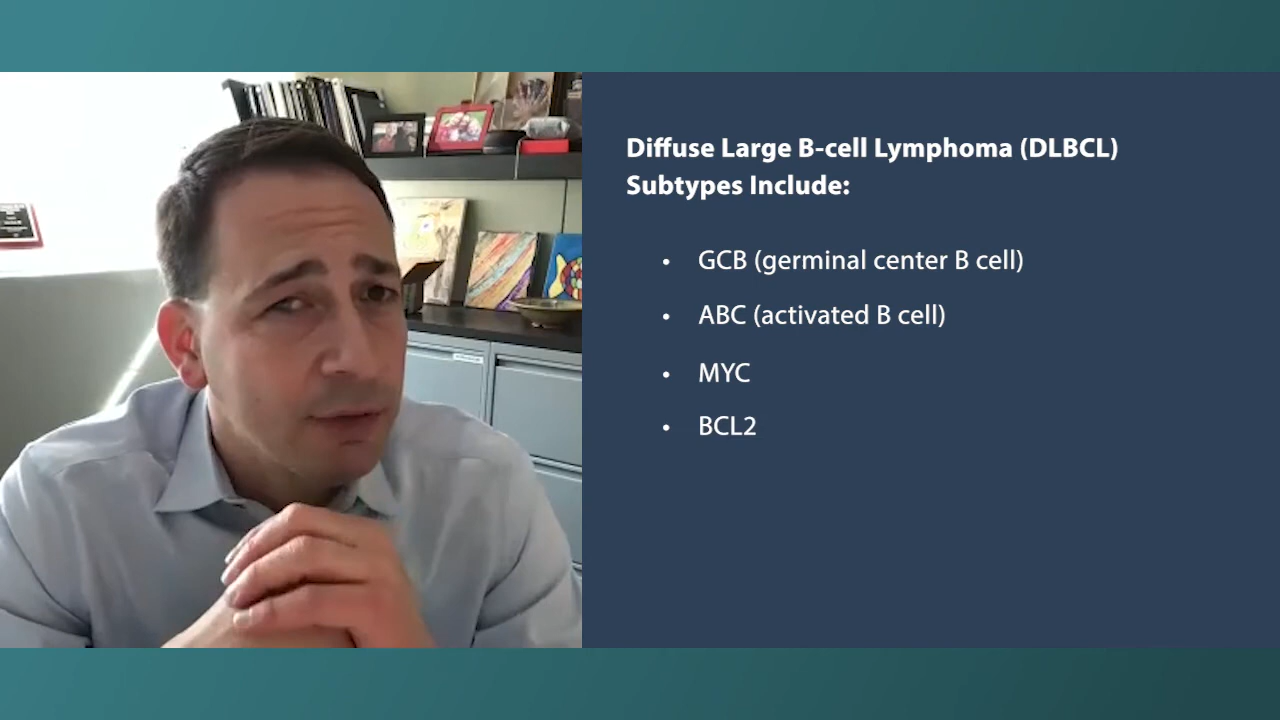 Diffuse Large B-cell Lymphoma (DLBCL)
Subtypes Include:
• GCB (germinal center B cell)
• ABC (activated B cell)
• MYC
• BCL2